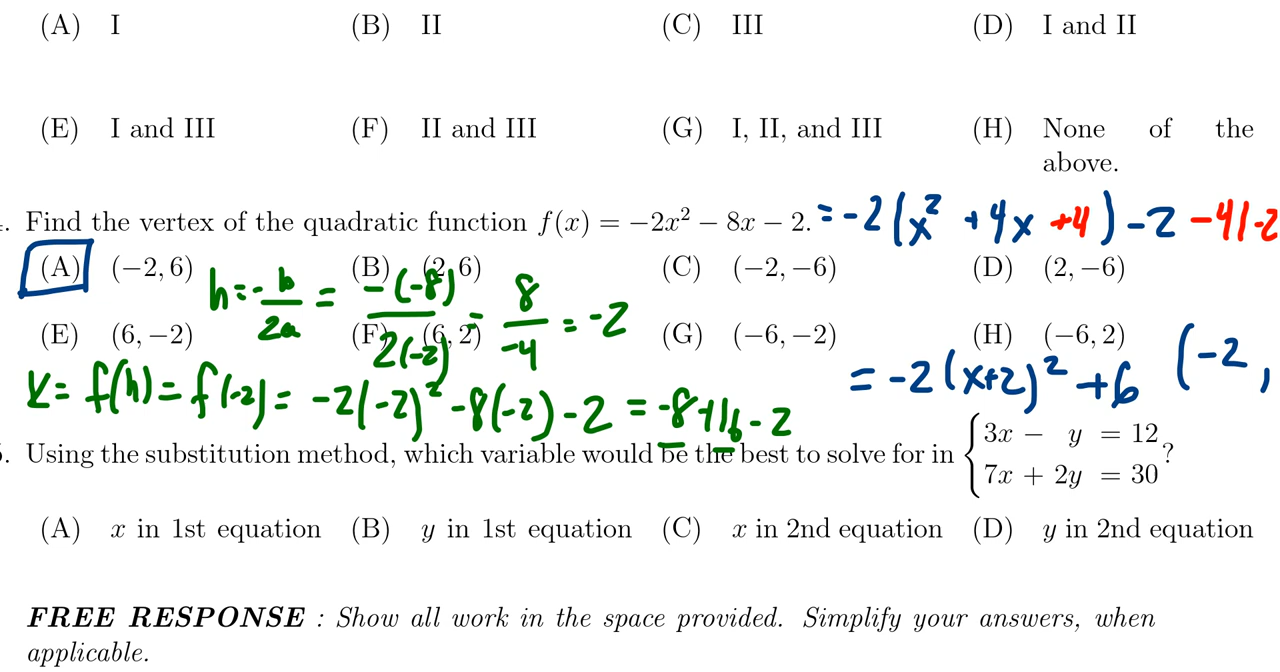 (A) I (B) II (C) III (D) I and II
(E) I and III (F) II and III (G) I, II, and III (H) None of the
above.
. Find the vertex of the quadratic function f(x) = −2x² − 8x − 2. = -2(x² + 4x +4) - 2 -4(-2
(A) (−2, 6) (B) (2, 6) (C) (−2, −6) (D) (2, −6)
h = -b/2a = -(-8)/2(-2) = 8/-4 = -2
(E) (6, −2) (F) (6, 2) (G) (−6, −2) (H) (−6, 2)
= -2(x+2)² + 6 (-2,
K = f(h) = f(-2) = -2(-2)² - 8(-2) - 2 = -8 + 16 - 2
. Using the substitution method, which variable would be the best to solve for in { 3x − y = 12
7x + 2y = 30 ?
(A) x in 1st equation (B) y in 1st equation (C) x in 2nd equation (D) y in 2nd equation
FREE RESPONSE : Show all work in the space provided. Simplify your answers, when
applicable.